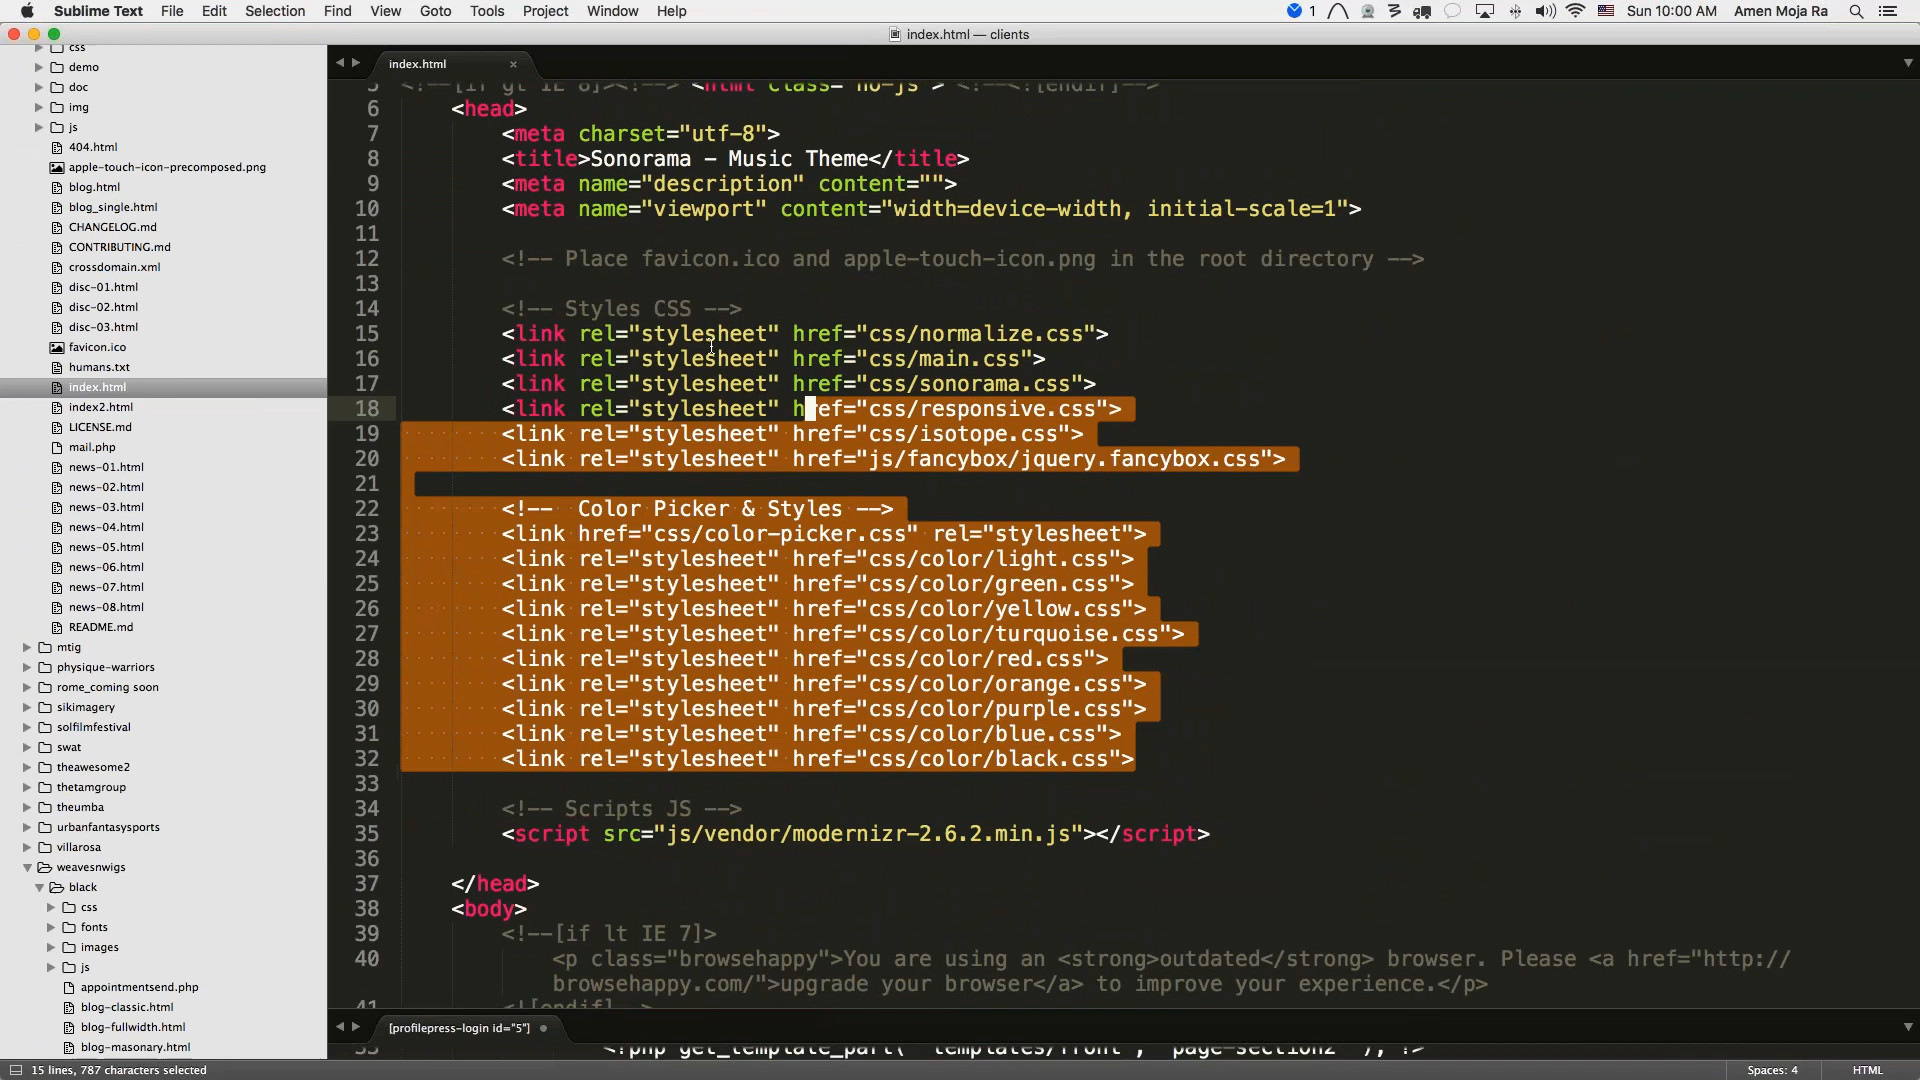 Sublime Text File Edit Selection Find View Goto Tools Project Window Help 1 Sun 10:00 AM Amen Moja Ra
index.html — clients
css
demo
doc
img
js
404.html
apple-touch-icon-precomposed.png
blog.html
blog_single.html
CHANGELOG.md
CONTRIBUTING.md
crossdomain.xml
disc-01.html
disc-02.html
disc-03.html
favicon.ico
humans.txt
index.html
index2.html
LICENSE.md
mail.php
news-01.html
news-02.html
news-03.html
news-04.html
news-05.html
news-06.html
news-07.html
news-08.html
README.md
mtig
physique-warriors
rome_coming soon
sikimagery
solfilmfestival
swat
theawesome2
thetamgroup
theumba
urbanfantasysports
villarosa
weavesnwigs
black
css
fonts
images
js
appointmentsend.php
blog-classic.html
blog-fullwidth.html
blog-masonary.html
index.html ×
5 <!--[if gt IE 8]><!--> <html class="no-js"> <!--<![endif]-->
6 <head>
7 <meta charset="utf-8">
8 <title>Sonorama - Music Theme</title>
9 <meta name="description" content="">
10 <meta name="viewport" content="width=device-width, initial-scale=1">
11
12 <!-- Place favicon.ico and apple-touch-icon.png in the root directory -->
13
14 <!-- Styles CSS -->
15 <link rel="stylesheet" href="css/normalize.css">
16 <link rel="stylesheet" href="css/main.css">
17 <link rel="stylesheet" href="css/sonorama.css">
18 <link rel="stylesheet" href="css/responsive.css">
19 <link rel="stylesheet" href="css/isotope.css">
20 <link rel="stylesheet" href="js/fancybox/jquery.fancybox.css">
21
22 <!-- Color Picker & Styles -->
23 <link href="css/color-picker.css" rel="stylesheet">
24 <link rel="stylesheet" href="css/color/light.css">
25 <link rel="stylesheet" href="css/color/green.css">
26 <link rel="stylesheet" href="css/color/yellow.css">
27 <link rel="stylesheet" href="css/color/turquoise.css">
28 <link rel="stylesheet" href="css/color/red.css">
29 <link rel="stylesheet" href="css/color/orange.css">
30 <link rel="stylesheet" href="css/color/purple.css">
31 <link rel="stylesheet" href="css/color/blue.css">
32 <link rel="stylesheet" href="css/color/black.css">
33
34 <!-- Scripts JS -->
35 <script src="js/vendor/modernizr-2.6.2.min.js"></script>
36
37 </head>
38 <body>
39 <!--[if lt IE 7]>
40 <p class="browsehappy">You are using an <strong>outdated</strong> browser. Please <a href="http://
browsehappy.com/">upgrade your browser</a> to improve your experience.</p>
41 <![endif]-->
[profilepress-login id="5"]
<?php get_template_part( 'templates/front', 'page-section2' ); ?>
15 lines, 787 characters selected Spaces: 4 HTML